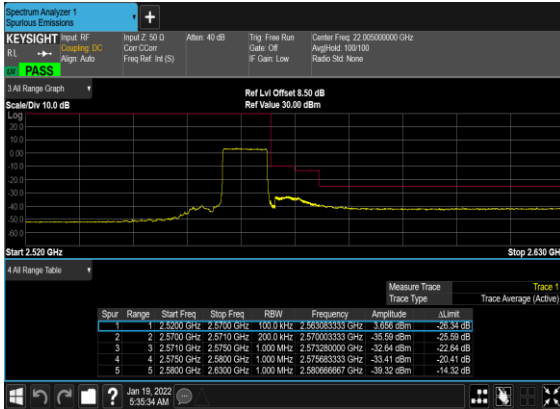 Spectrum Analyzer 1
Spurious Emissions
KEYSIGHT Input: RF Input Z: 50 Ω Atten: 40 dB Trig: Free Run Center Freq: 22.005000000 GHz
RL Coupling: DC Corr CCorr Gate: Off Avg|Hold: 100/100
Align: Auto Freq Ref: Int (S) IF Gain: Low Radio Std: None
PASS
3 All Range Graph Ref Lvl Offset 8.50 dB
Scale/Div 10.0 dB Ref Value 30.00 dBm
Log
20.0
10.0
0.00
-10.0
-20.0
-30.0
-40.0
-50.0
-60.0
Start 2.520 GHz Stop 2.630 GH
4 All Range Table
Measure Trace Trace 1
Trace Type Trace Average (Active)
Spur Range Start Freq Stop Freq RBW Frequency Amplitude ΔLimit
1 1 2.5200 GHz 2.5700 GHz 100.0 kHz 2.563083333 GHz 3.656 dBm -26.34 dB
2 2 2.5700 GHz 2.5710 GHz 200.0 kHz 2.570003333 GHz -35.59 dBm -25.59 dB
3 3 2.5710 GHz 2.5750 GHz 1.000 MHz 2.573280000 GHz -32.64 dBm -22.64 dB
4 4 2.5750 GHz 2.5800 GHz 1.000 MHz 2.575683333 GHz -33.41 dBm -20.41 dB
5 5 2.5800 GHz 2.6300 GHz 1.000 MHz 2.580666667 GHz -39.32 dBm -14.32 dB
Jan 19, 2022
5:35:34 AM